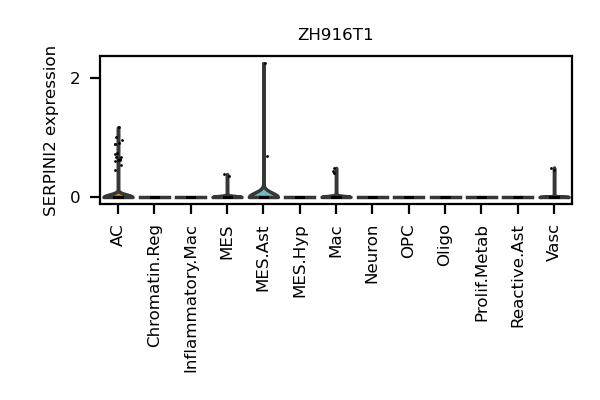 ZH916T1
SERPINI2 expression
2
0
AC
Chromatin.Reg
Inflammatory.Mac
MES
MES.Ast
MES.Hyp
Mac
Neuron
OPC
Oligo
Prolif.Metab
Reactive.Ast
Vasc